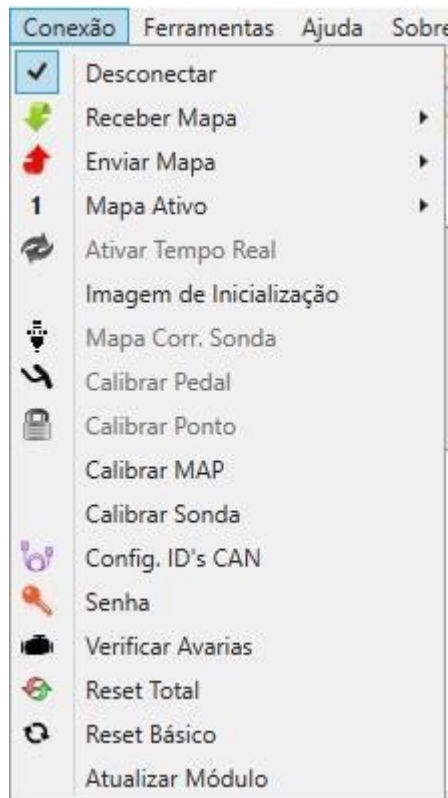 Conexão Ferramentas Ajuda Sobre
Desconectar
Receber Mapa
Enviar Mapa
1 Mapa Ativo
Ativar Tempo Real
Imagem de Inicialização
Mapa Corr. Sonda
Calibrar Pedal
Calibrar Ponto
Calibrar MAP
Calibrar Sonda
Config. ID's CAN
Senha
Verificar Avarias
Reset Total
Reset Básico
Atualizar Módulo